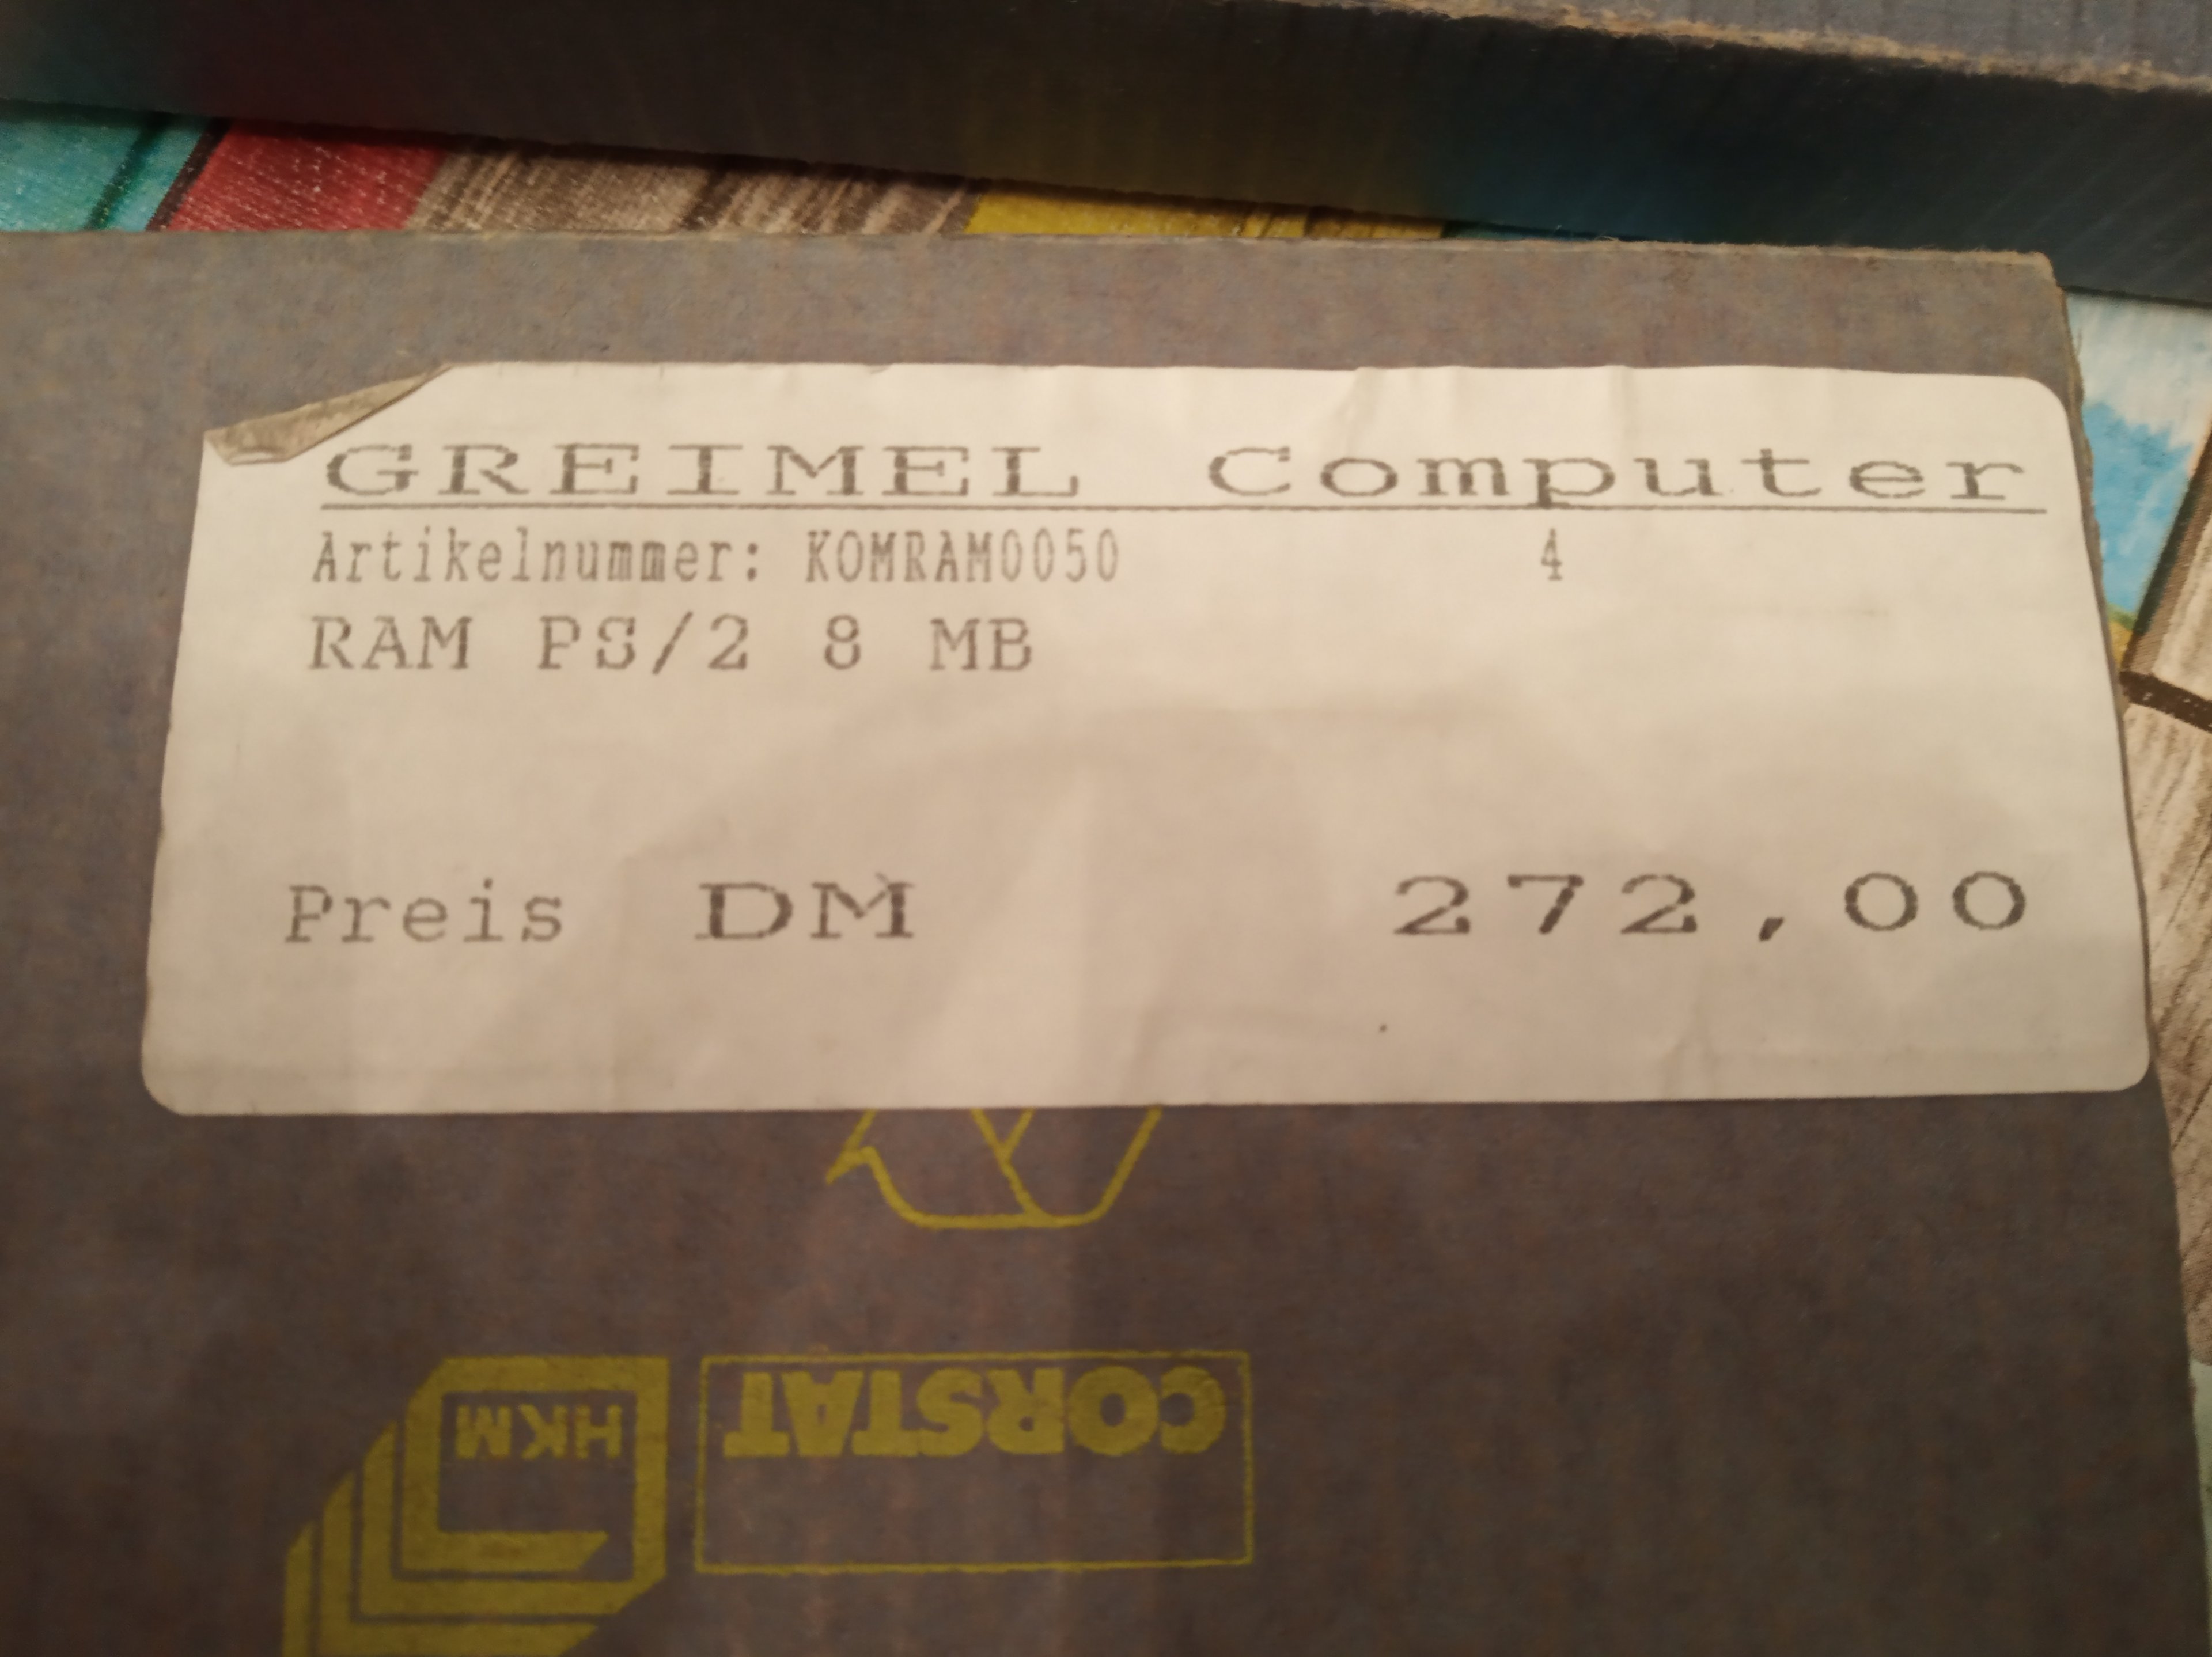 GREIMEL Computer
Artikelnummer: KOMRAM0050 4
RAM PS/2 8 MB
Preis DM 272,00
HKM
CORSTAT